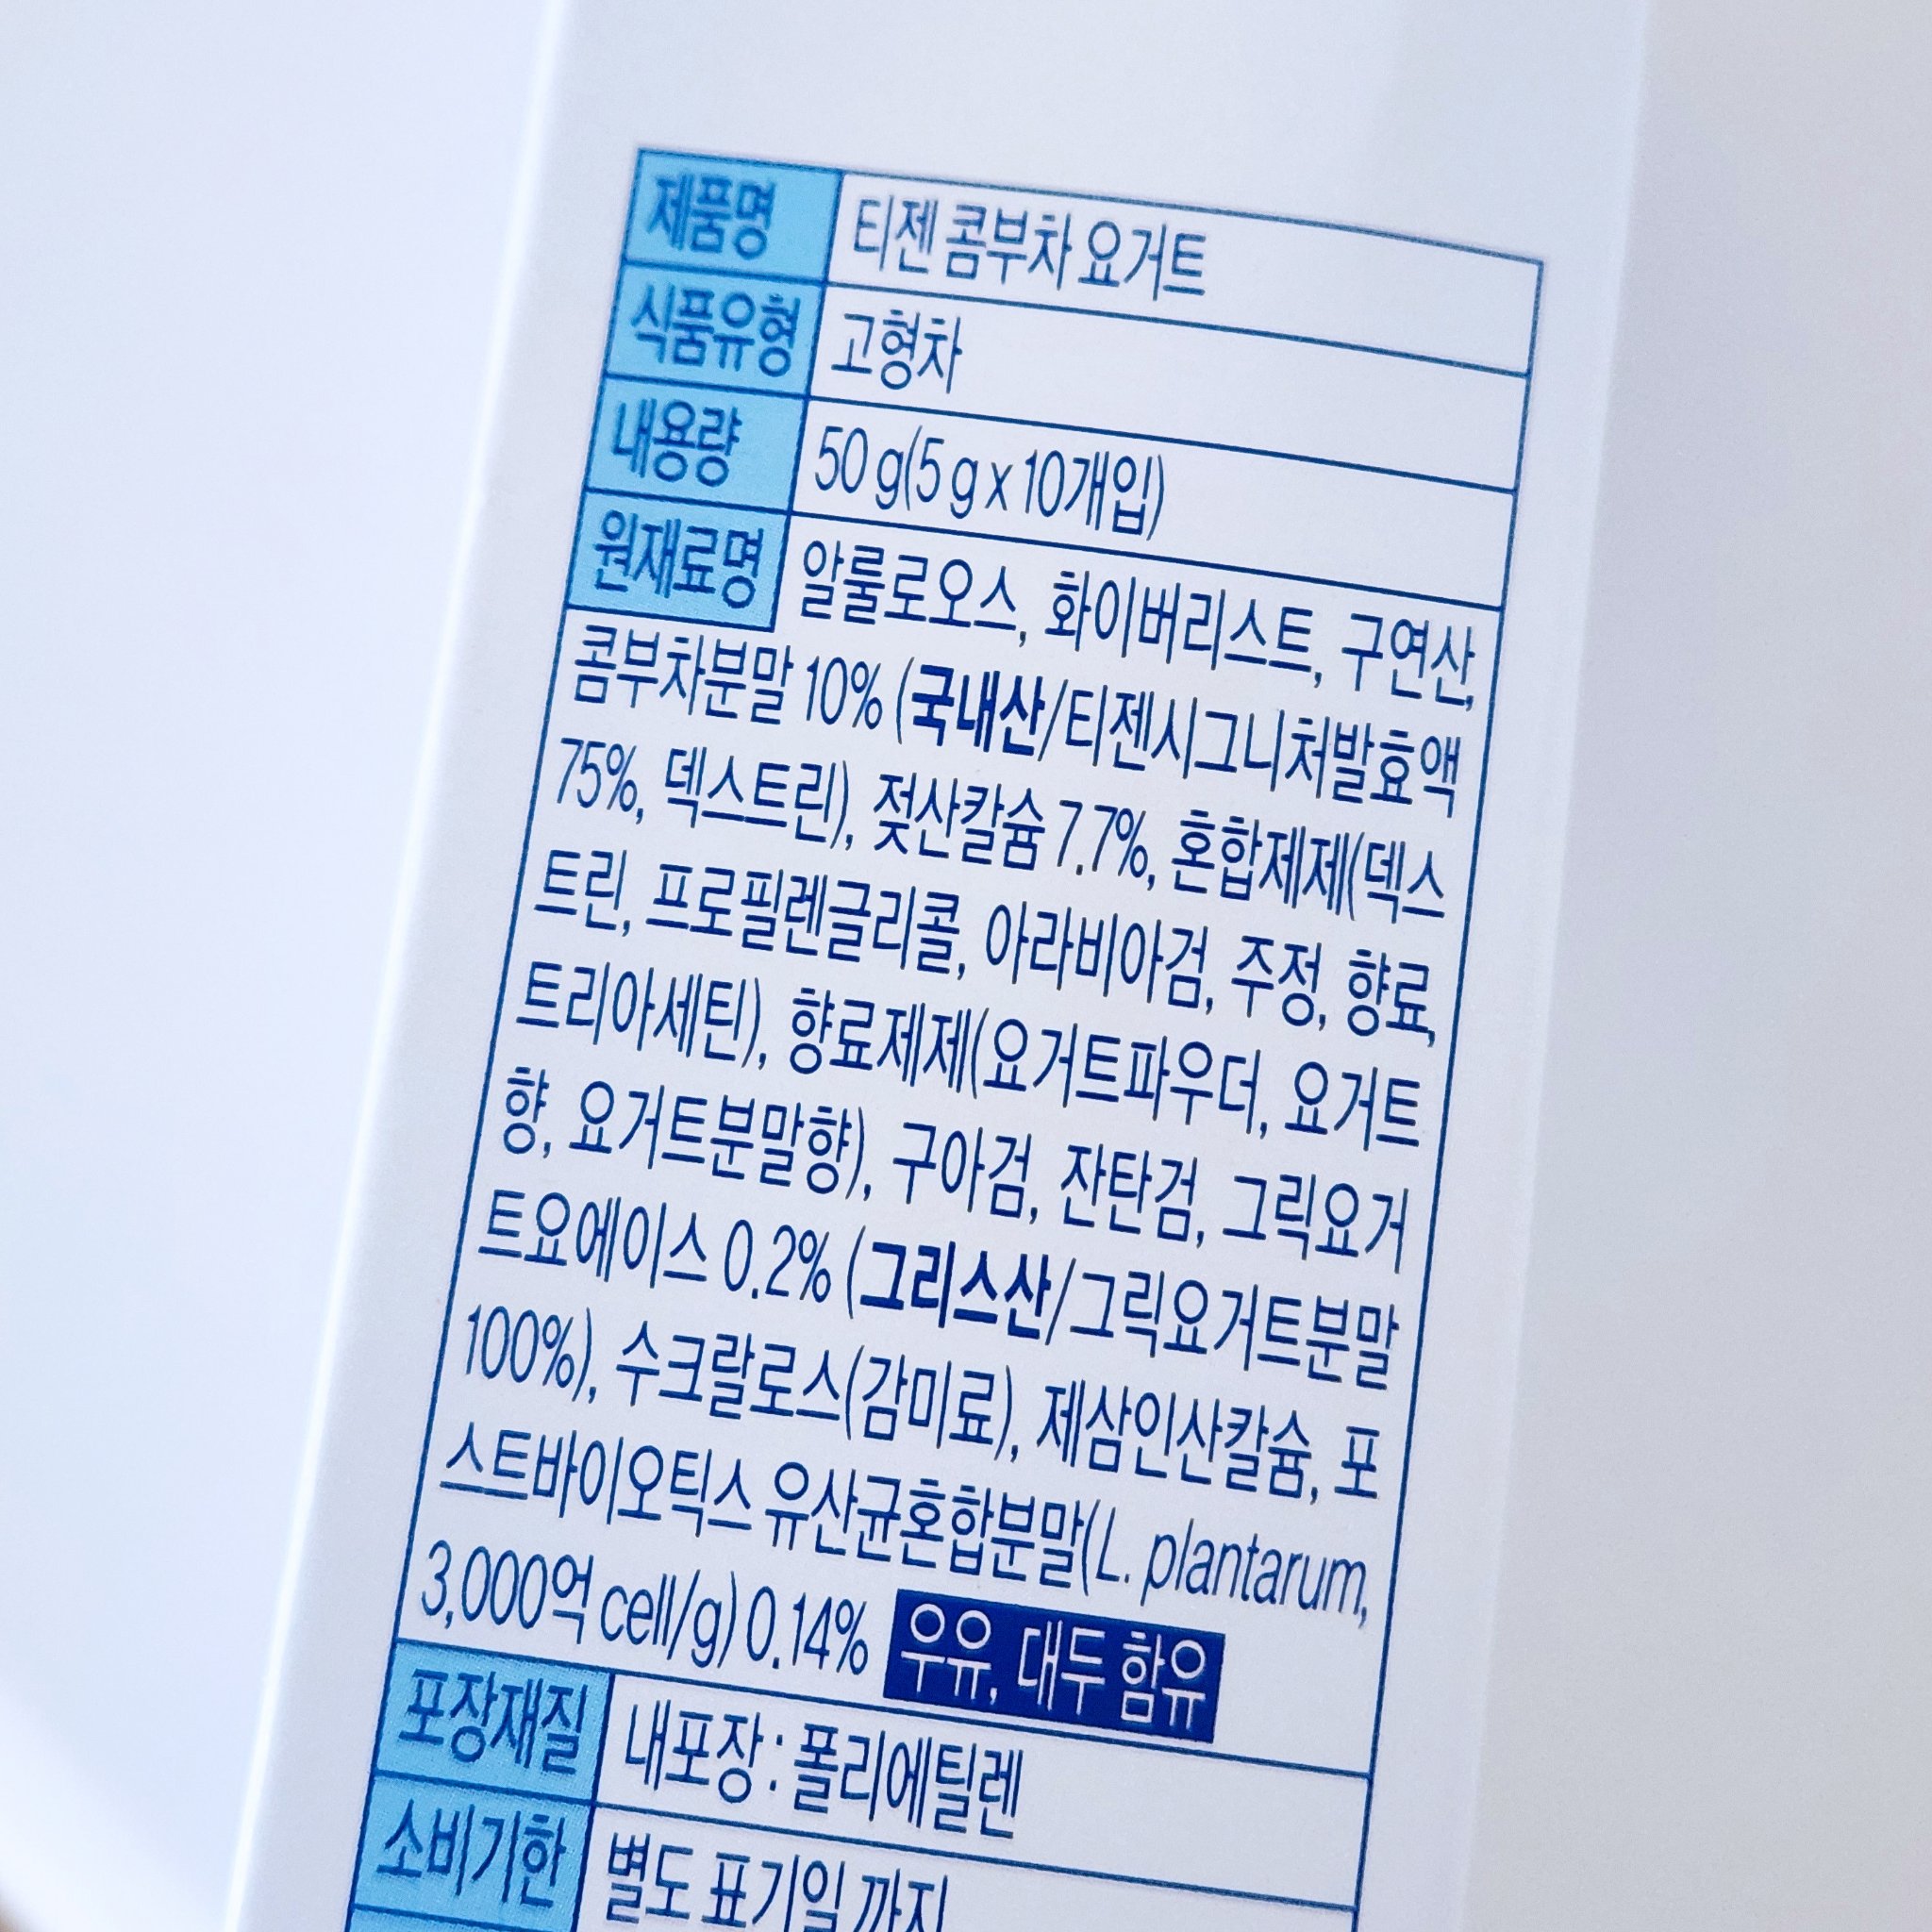 제품명 티젠 콤부차 요거트
식품유형 고형차
내용량 50 g(5 g x 10개입)
원재료명 알룰로오스, 화이버리스트, 구연산,
콤부차분말 10% (국내산/티젠시그니처발효액
75%, 덱스트린), 젖산칼슘 7.7%, 혼합제제(덱스
트린, 프로필렌글리콜, 아라비아검, 주정, 향료,
트리아세틴), 향료제제(요거트파우더, 요거트
향, 요거트분말향), 구아검, 잔탄검, 그릭요거
트요에이스 0.2% (그리스산/그릭요거트분말
100%), 수크랄로스(감미료), 제삼인산칼슘, 포
스트바이오틱스 유산균혼합분말(L. plantarum,
3,000억 cell/g) 0.14% 우유, 대두 함유
포장재질 내포장 : 폴리에틸렌
소비기한 별도 표기일 까지